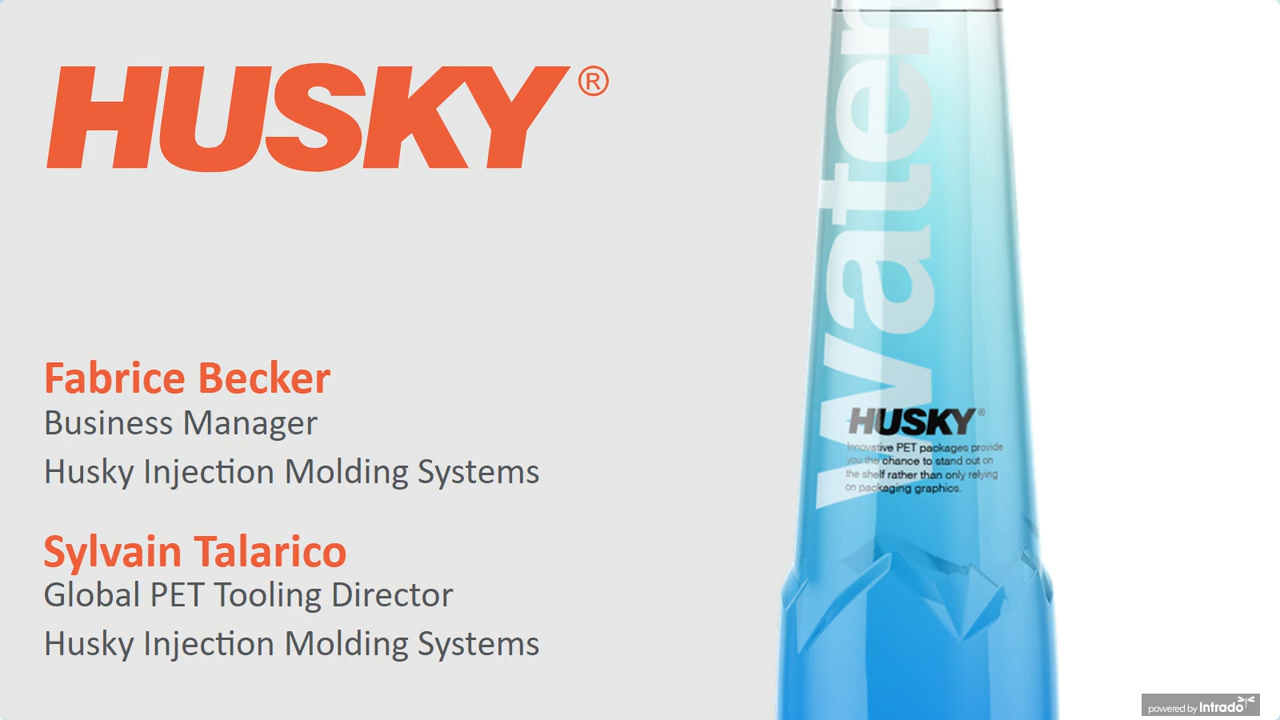 HUSKY®
Fabrice Becker
Business Manager
Husky Injection Molding Systems
Sylvain Talarico
Global PET Tooling Director
Husky Injection Molding Systems
water
HUSKY®
Innovative PET packages provide
you the chance to stand out on
the shelf rather than only relying
on packaging graphics.
powered by Intrado